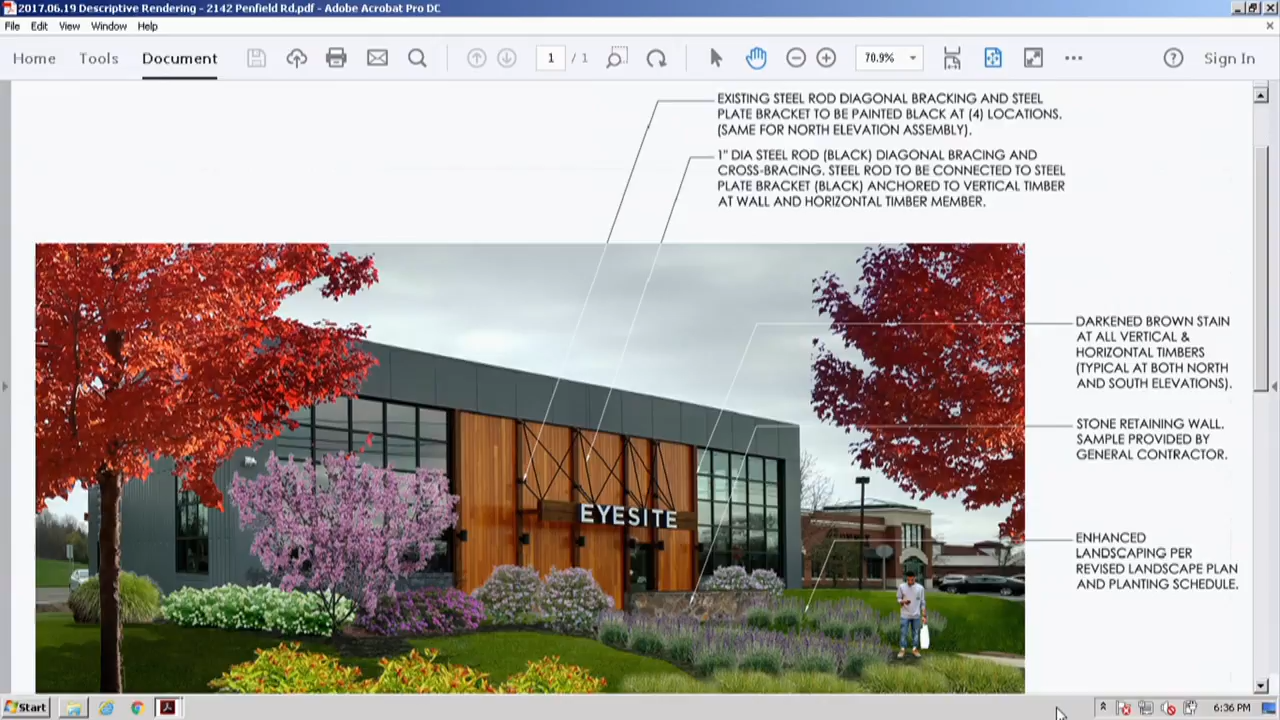 2017.06.19 Descriptive Rendering - 2142 Penfield Rd.pdf - Adobe Acrobat Pro DC
File Edit View Window Help
Home Tools Document 1 / 1 70.9% Sign In
EXISTING STEEL ROD DIAGONAL BRACKING AND STEEL
PLATE BRACKET TO BE PAINTED BLACK AT (4) LOCATIONS.
(SAME FOR NORTH ELEVATION ASSEMBLY).
1" DIA STEEL ROD (BLACK) DIAGONAL BRACING AND
CROSS-BRACING. STEEL ROD TO BE CONNECTED TO STEEL
PLATE BRACKET (BLACK) ANCHORED TO VERTICAL TIMBER
AT WALL AND HORIZONTAL TIMBER MEMBER.
DARKENED BROWN STAIN
AT ALL VERTICAL &
HORIZONTAL TIMBERS
(TYPICAL AT BOTH NORTH
AND SOUTH ELEVATIONS).
STONE RETAINING WALL.
SAMPLE PROVIDED BY
GENERAL CONTRACTOR.
EYESITE
ENHANCED
LANDSCAPING PER
REVISED LANDSCAPE PLAN
AND PLANTING SCHEDULE.
Start 6:36 PM